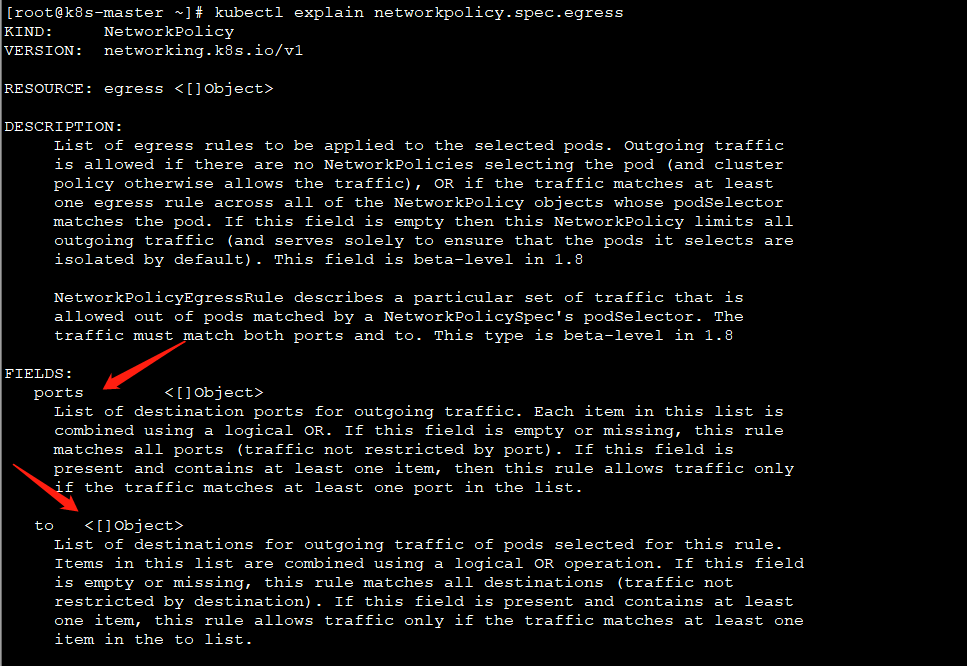 [root@k8s-master ~]# kubectl explain networkpolicy.spec.egress
KIND:     NetworkPolicy
VERSION:  networking.k8s.io/v1
RESOURCE: egress <[]Object>
DESCRIPTION:
List of egress rules to be applied to the selected pods. Outgoing traffic
is allowed if there are no NetworkPolicies selecting the pod (and cluster
policy otherwise allows the traffic), OR if the traffic matches at least
one egress rule across all of the NetworkPolicy objects whose podSelector
matches the pod. If this field is empty then this NetworkPolicy limits all
outgoing traffic (and serves solely to ensure that the pods it selects are
isolated by default). This field is beta-level in 1.8
NetworkPolicyEgressRule describes a particular set of traffic that is
allowed out of pods matched by a NetworkPolicySpec's podSelector. The
traffic must match both ports and to. This type is beta-level in 1.8
FIELDS:
ports        <[]Object>
List of destination ports for outgoing traffic. Each item in this list is
combined using a logical OR. If this field is empty or missing, this rule
matches all ports (traffic not restricted by port). If this field is
present and contains at least one item, then this rule allows traffic only
if the traffic matches at least one port in the list.
to   <[]Object>
List of destinations for outgoing traffic of pods selected for this rule.
Items in this list are combined using a logical OR operation. If this field
is empty or missing, this rule matches all destinations (traffic not
restricted by destination). If this field is present and contains at least
one item, this rule allows traffic only if the traffic matches at least one
item in the to list.